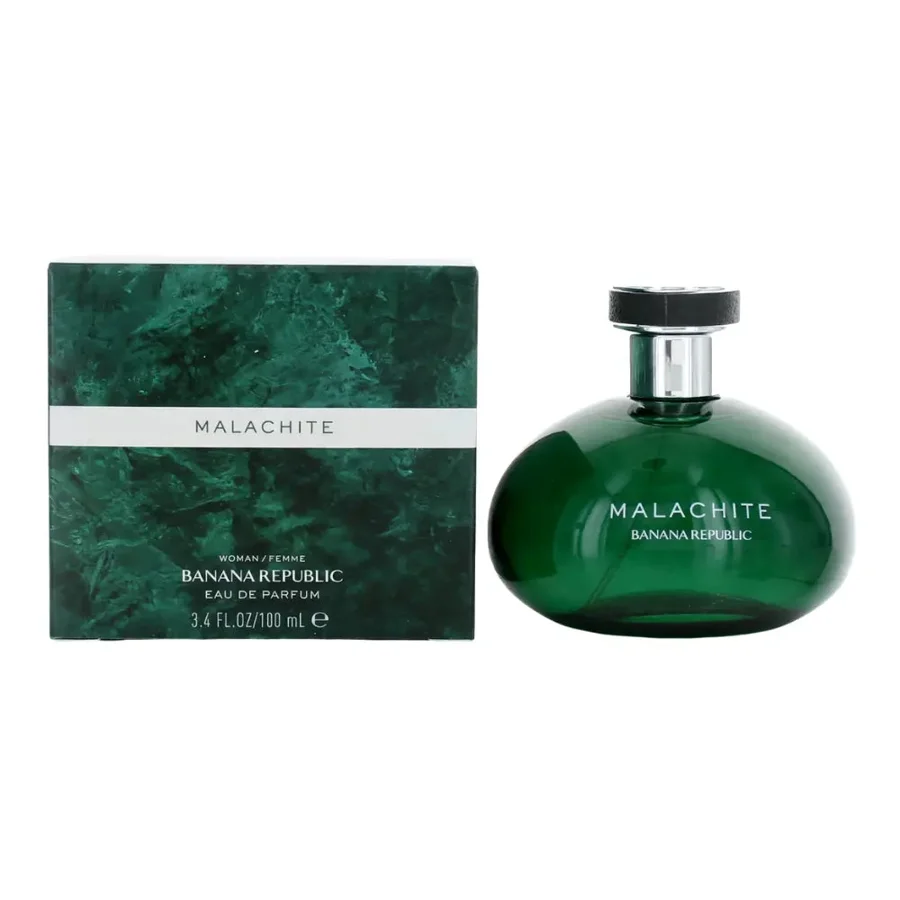 MALACHITE
WOMAN / FEMME
BANANA REPUBLIC
EAU DE PARFUM
3.4 FL.OZ/100 mL ℮
MALACHITE
BANANA REPUBLIC